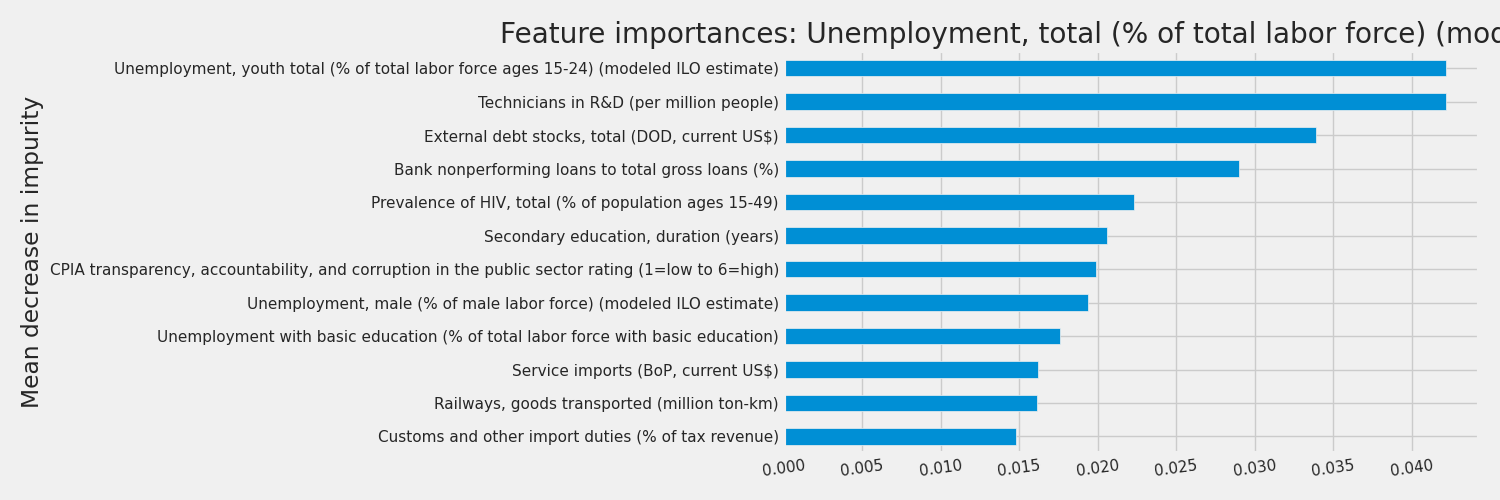 Feature importances: Unemployment, total (% of total labor force) (mod
Mean decrease in impurity
Unemployment, youth total (% of total labor force ages 15-24) (modeled ILO estimate)
Technicians in R&D (per million people)
External debt stocks, total (DOD, current US$)
Bank nonperforming loans to total gross loans (%)
Prevalence of HIV, total (% of population ages 15-49)
Secondary education, duration (years)
CPIA transparency, accountability, and corruption in the public sector rating (1=low to 6=high)
Unemployment, male (% of male labor force) (modeled ILO estimate)
Unemployment with basic education (% of total labor force with basic education)
Service imports (BoP, current US$)
Railways, goods transported (million ton-km)
Customs and other import duties (% of tax revenue)
0.000 0.005 0.010 0.015 0.020 0.025 0.030 0.035 0.040